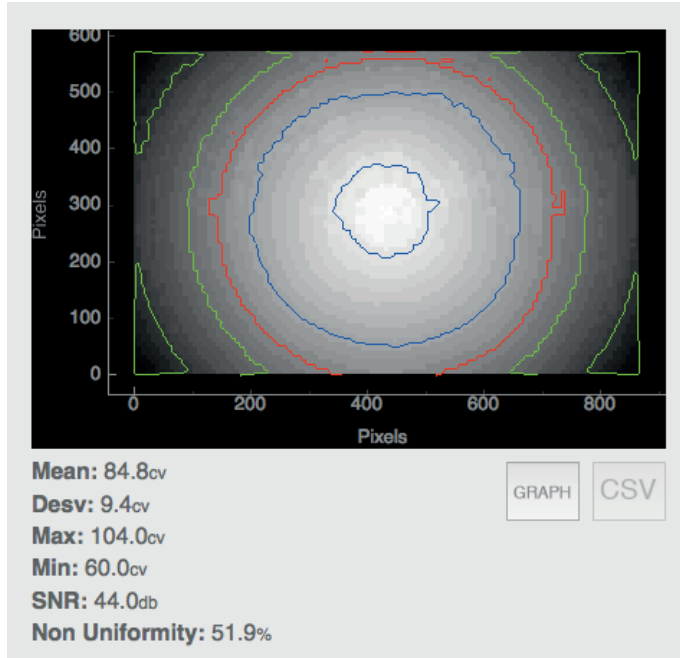 600
500
400
300
200
100
0
Pixels
0 200 400 600 800
Pixels
Mean: 84.8cv
Desv: 9.4cv
Max: 104.0cv
Min: 60.0cv
SNR: 44.0db
Non Uniformity: 51.9%
GRAPH CSV